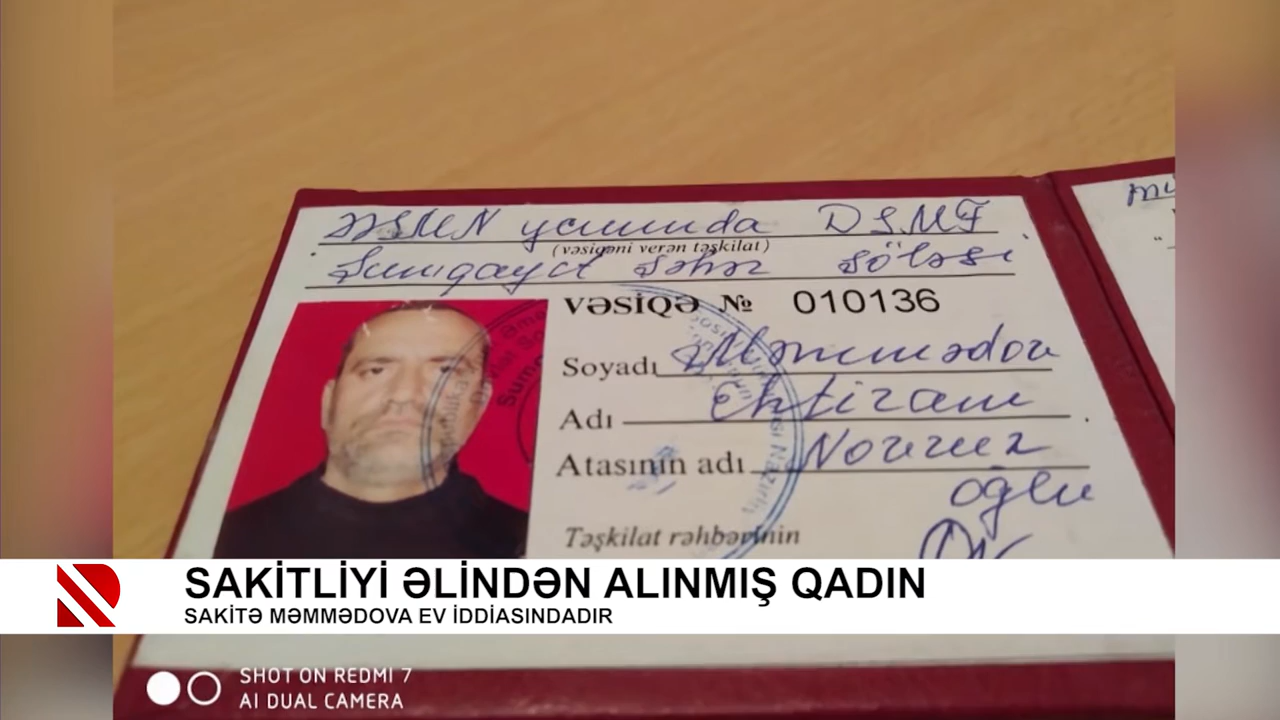 ƏSMN yanında DSMF
(vəsiqəni verən təşkilat)
Sumqayıt şəhər şöbəsi
VƏSİQƏ № 010136
Soyadı Məmmədov
Adı Ehtiram
Atasının adı Novruz
oğlu
Təşkilat rəhbərinin
SAKİTLİYİ ƏLİNDƏN ALINMIŞ QADIN
SAKİTƏ MƏMMƏDOVA EV İDDİASINDADIR
SHOT ON REDMI 7
AI DUAL CAMERA